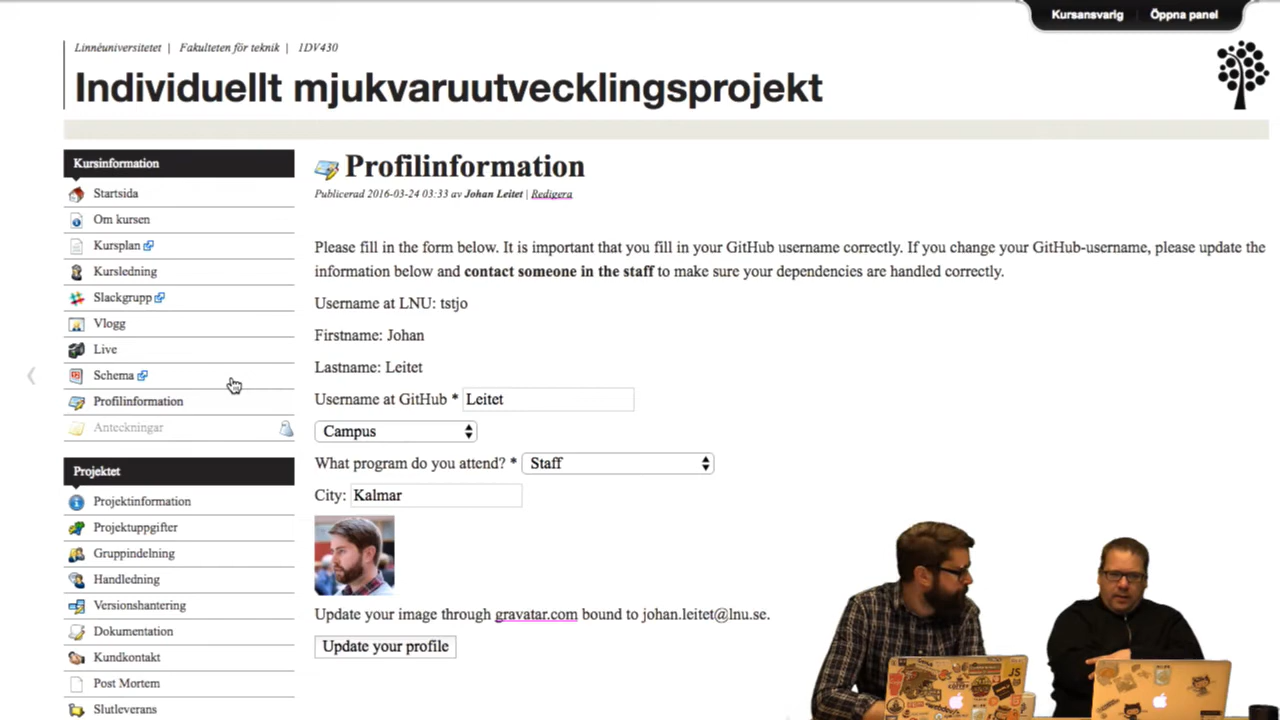 Kursansvarig
Öppna panel
Linnéuniversitetet | Fakulteten för teknik | 1DV430
Individuellt mjukvaruutvecklingsprojekt
Kursinformation
Startsida
Om kursen
Kursplan
Kursledning
Slackgrupp
Vlogg
Live
Schema
Profilinformation
Anteckningar
Projektet
Projektinformation
Projektuppgifter
Gruppindelning
Handledning
Versionshantering
Dokumentation
Kundkontakt
Post Mortem
Slutleverans
Profilinformation
Publicerad 2016-03-24 03:33 av Johan Leitet | Redigera
Please fill in the form below. It is important that you fill in your GitHub username correctly. If you change your GitHub-username, please update the
information below and contact someone in the staff to make sure your dependencies are handled correctly.
Username at LNU: tstjo
Firstname: Johan
Lastname: Leitet
Username at GitHub * Leitet
Campus
What program do you attend? * Staff
City: Kalmar
Update your image through gravatar.com bound to johan.leitet@lnu.se.
Update your profile
JS